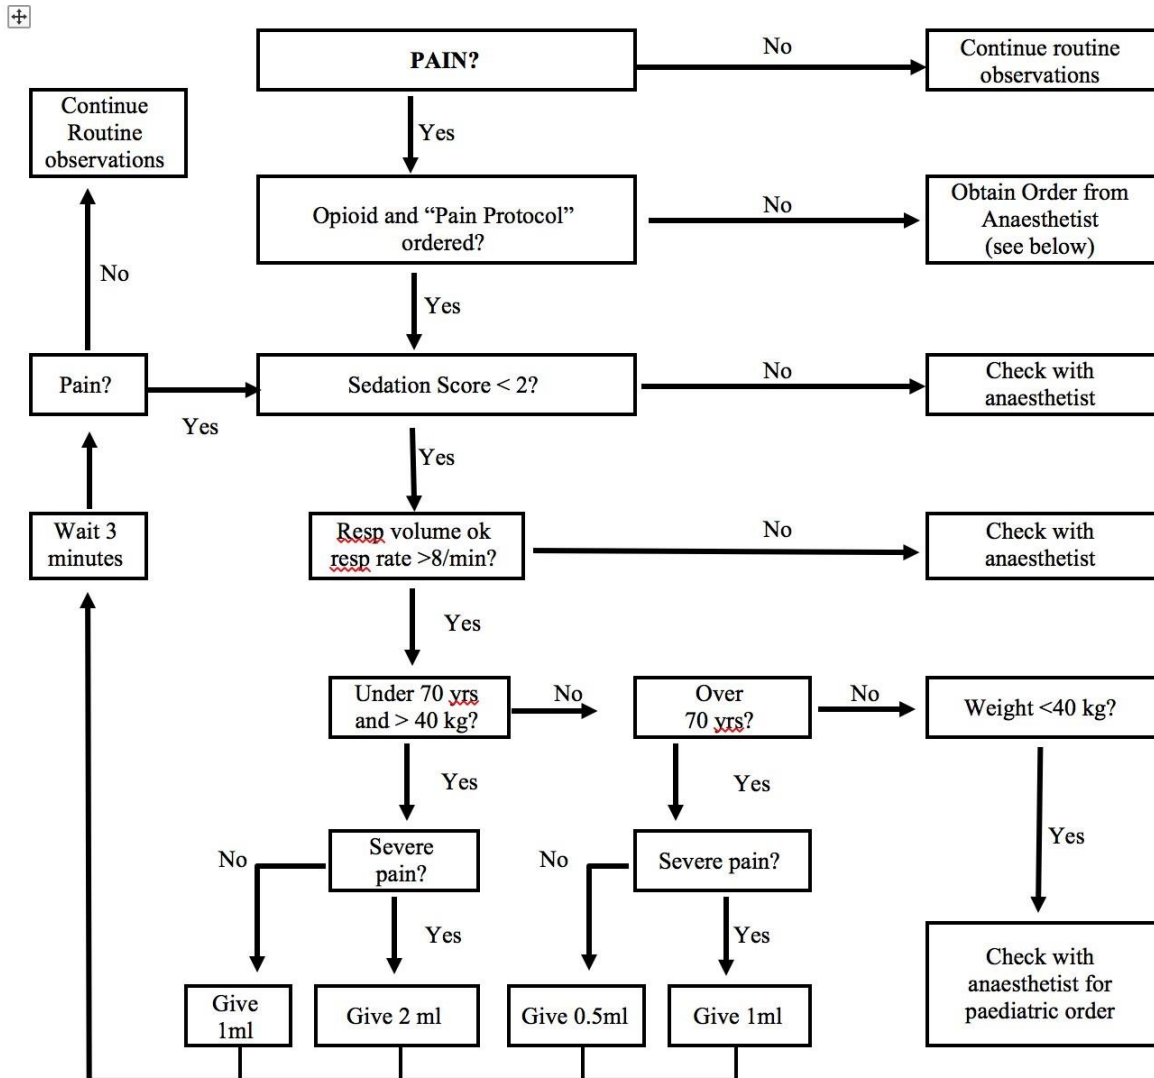 PAIN?
No
Continue routine
observations
Continue
Routine
observations
Yes
Opioid and “Pain Protocol”
ordered?
No
Obtain Order from
Anaesthetist
(see below)
No
Yes
Pain?
Yes
Sedation Score < 2?
No
Check with
anaesthetist
Yes
Wait 3
minutes
Resp volume ok
resp rate >8/min?
No
Check with
anaesthetist
Yes
Under 70 yrs
and > 40 kg?
No
Over
70 yrs?
No
Weight <40 kg?
Yes
Yes
Yes
No
Severe
pain?
No
Severe pain?
Yes
Yes
Check with
anaesthetist for
paediatric order
Give
1ml
Give 2 ml
Give 0.5ml
Give 1ml